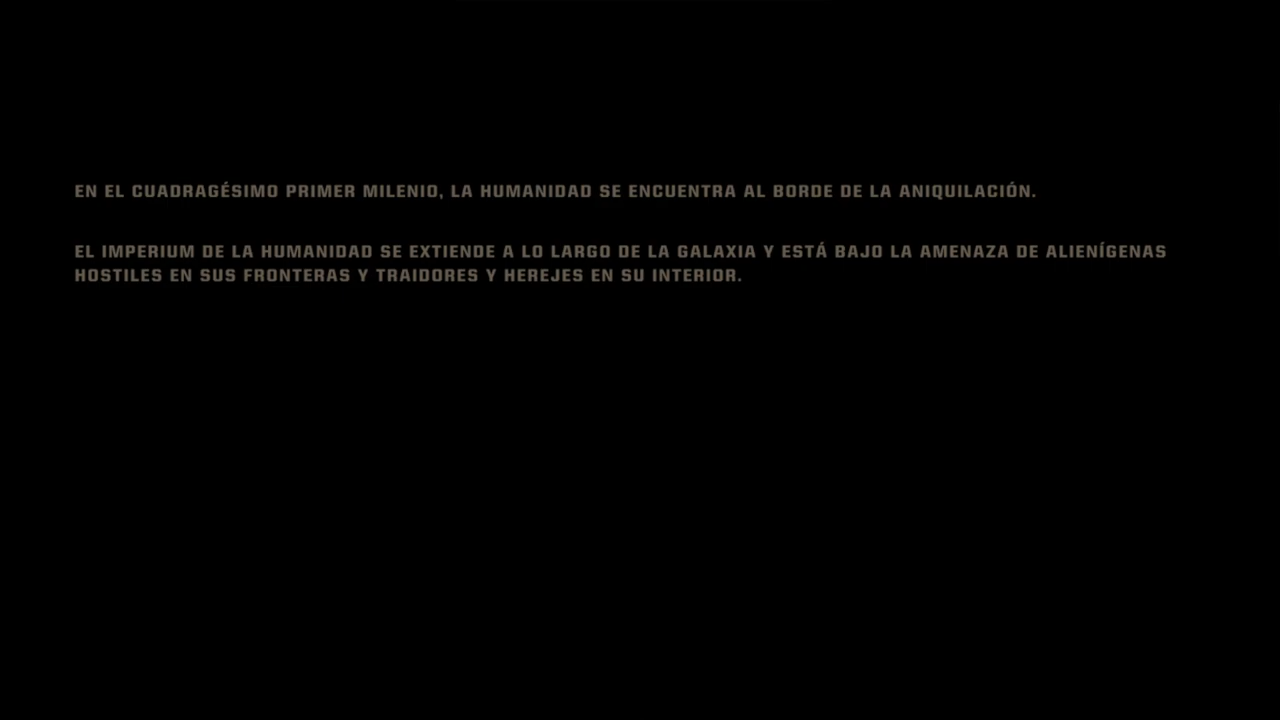 EN EL CUADRAGÉSIMO PRIMER MILENIO, LA HUMANIDAD SE ENCUENTRA AL BORDE DE LA ANIQUILACIÓN.
EL IMPERIUM DE LA HUMANIDAD SE EXTIENDE A LO LARGO DE LA GALAXIA Y ESTÁ BAJO LA AMENAZA DE ALIENÍGENAS
HOSTILES EN SUS FRONTERAS Y TRAIDORES Y HEREJES EN SU INTERIOR.